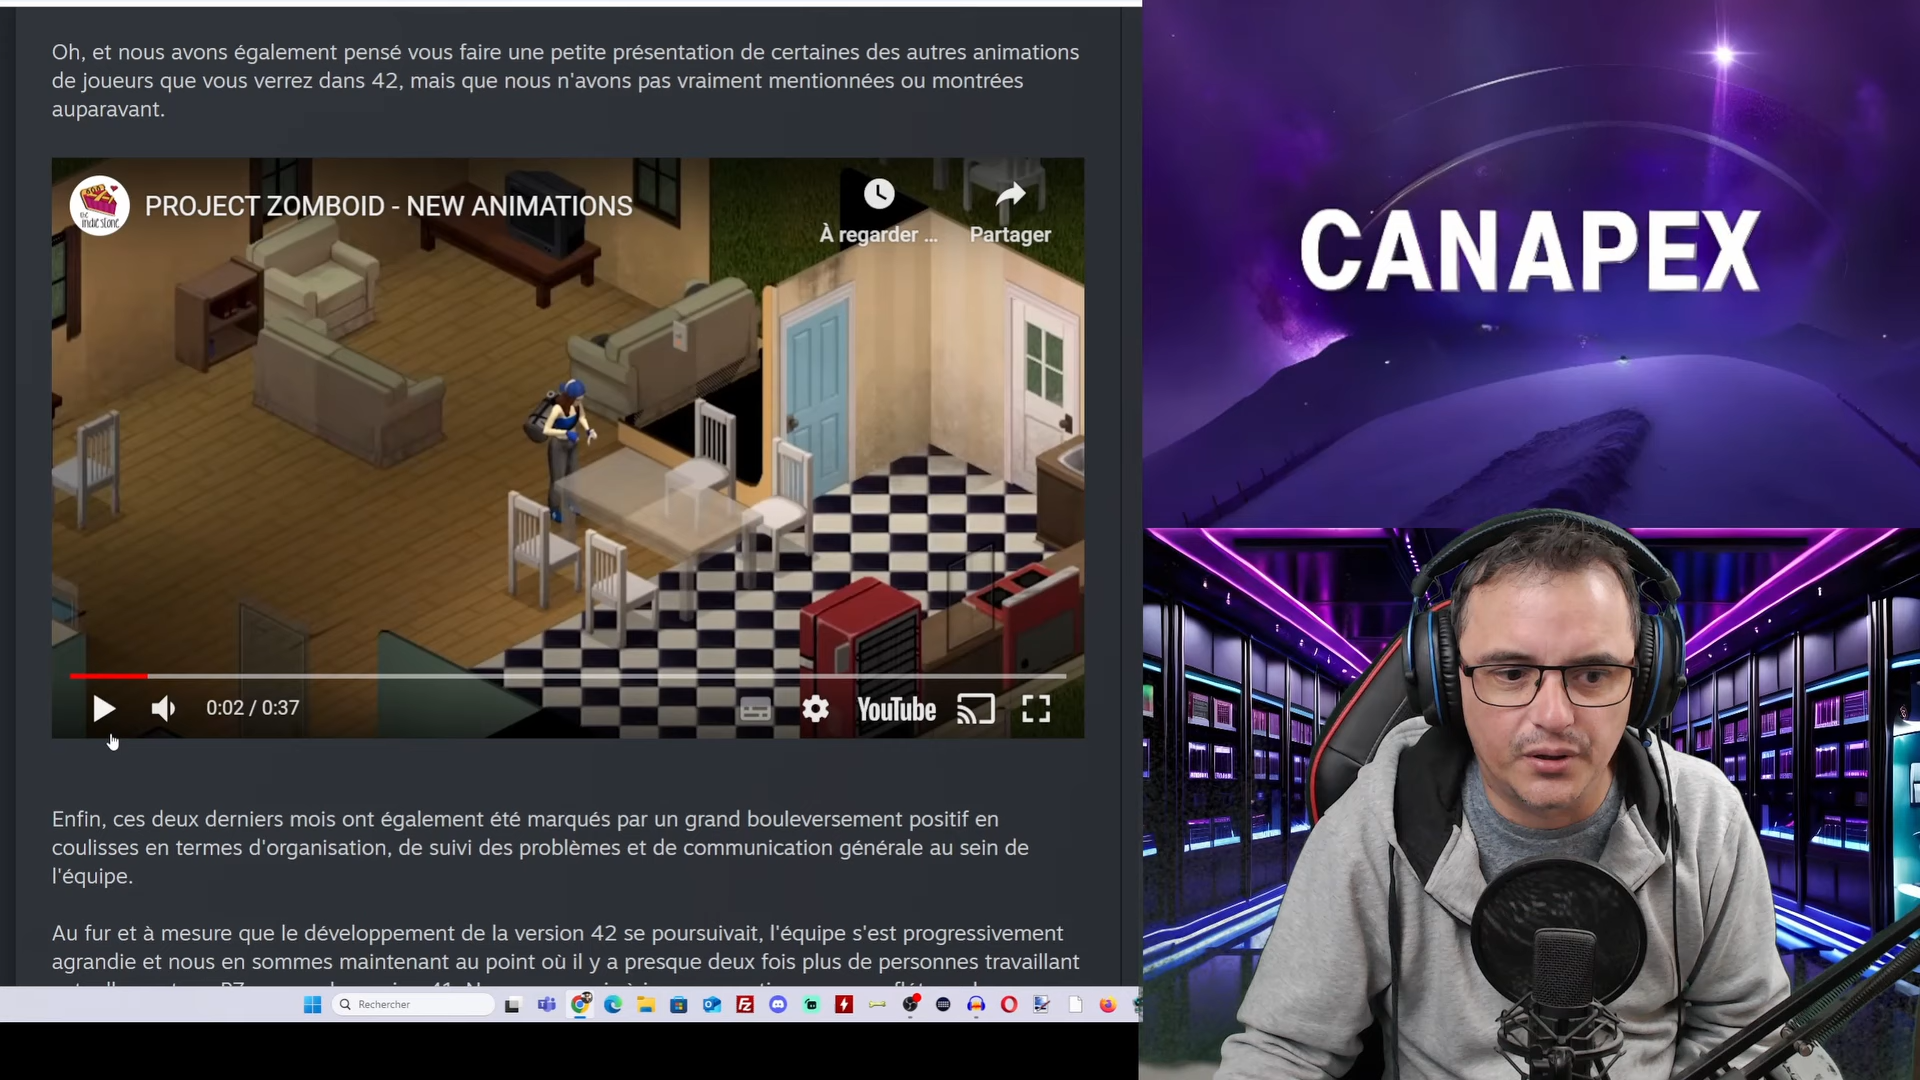 Oh, et nous avons également pensé vous faire une petite présentation de certaines des autres animations
de joueurs que vous verrez dans 42, mais que nous n'avons pas vraiment mentionnées ou montrées
auparavant.
the indie stone
PROJECT ZOMBOID - NEW ANIMATIONS
À regarder ...
Partager
CANAPEX
0:02 / 0:37
YouTube
Enfin, ces deux derniers mois ont également été marqués par un grand bouleversement positif en
coulisses en termes d'organisation, de suivi des problèmes et de communication générale au sein de
l'équipe.
Au fur et à mesure que le développement de la version 42 se poursuivait, l'équipe s'est progressivement
agrandie et nous en sommes maintenant au point où il y a presque deux fois plus de personnes travaillant
Rechercher